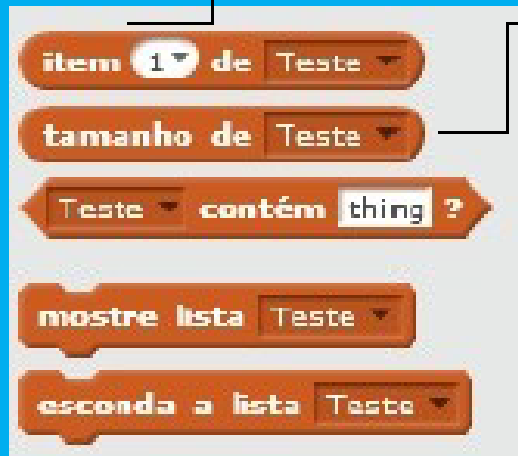 item 1 de Teste
tamanho de Teste
Teste contém thing ?
mostre lista Teste
esconda a lista Teste